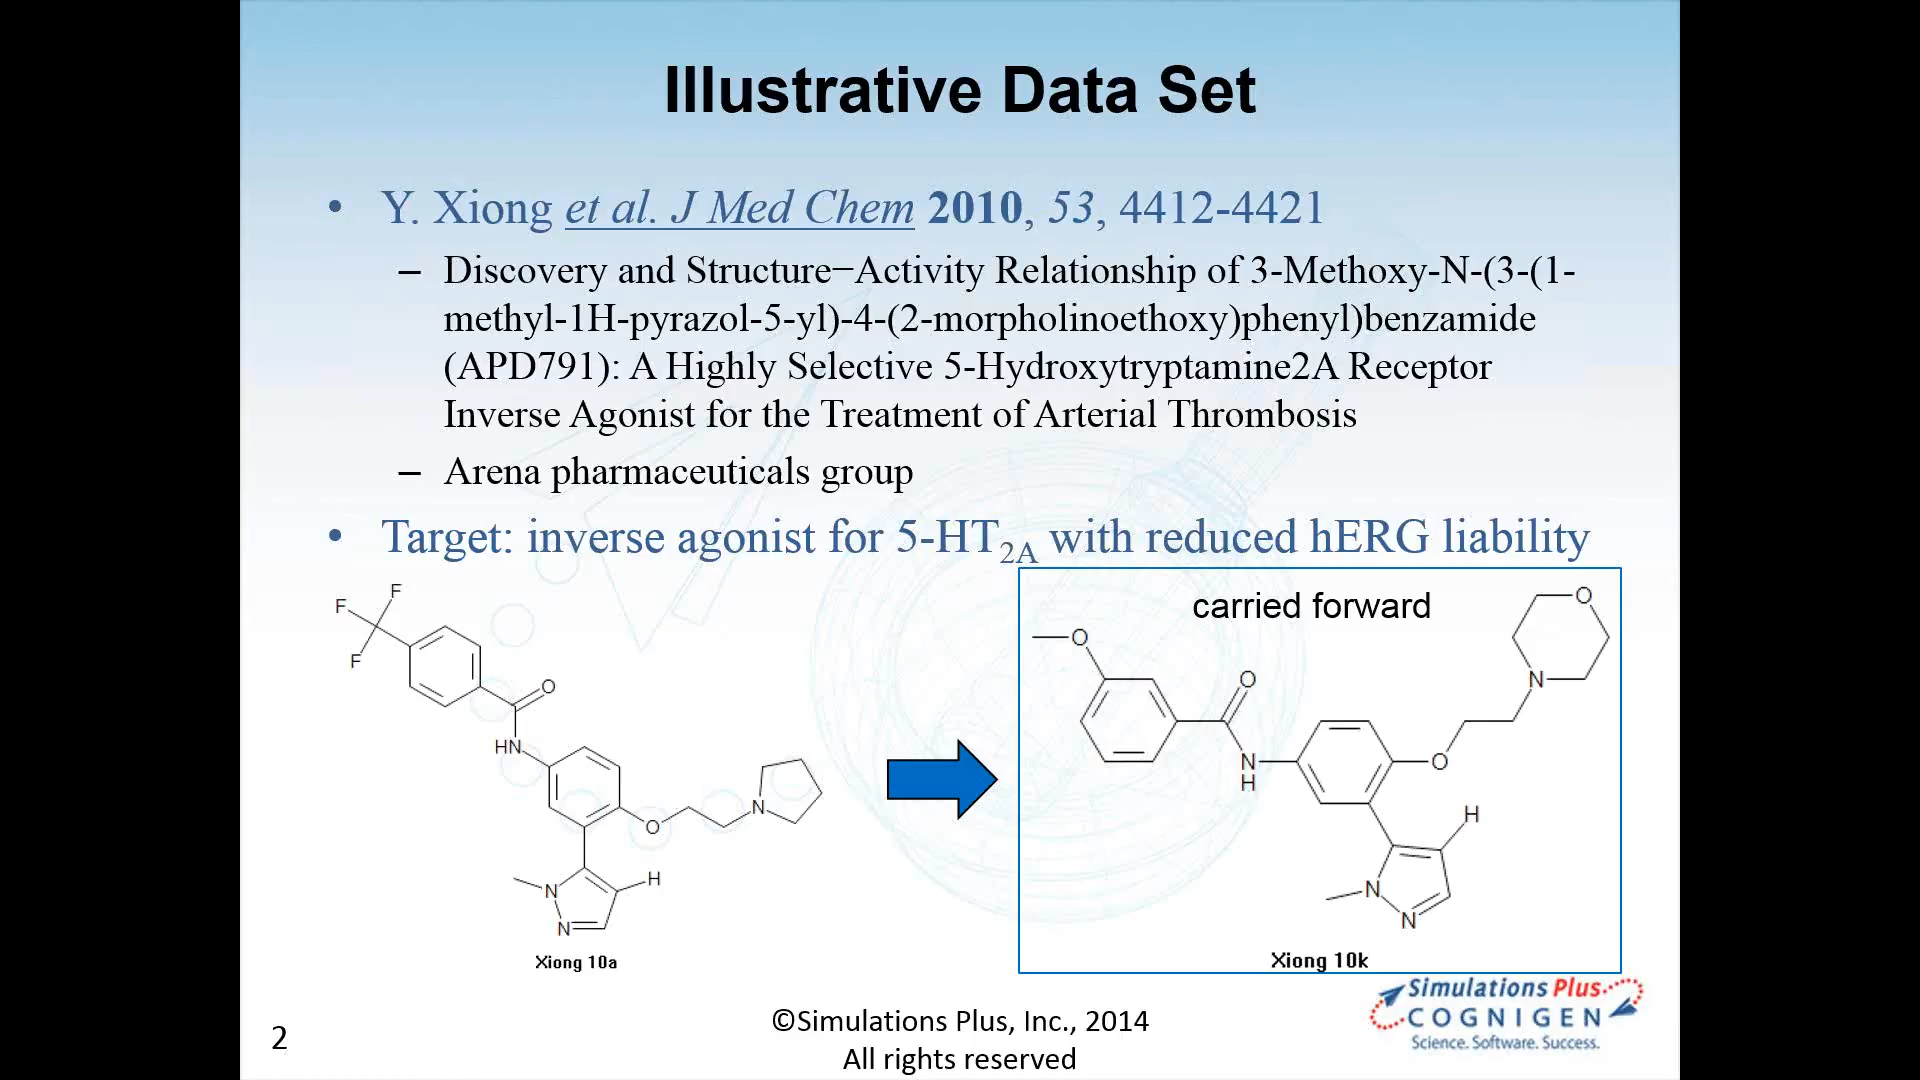 Illustrative Data Set
• Y. Xiong et al. J Med Chem 2010, 53, 4412-4421
– Discovery and Structure−Activity Relationship of 3-Methoxy-N-(3-(1-
methyl-1H-pyrazol-5-yl)-4-(2-morpholinoethoxy)phenyl)benzamide
(APD791): A Highly Selective 5-Hydroxytryptamine2A Receptor
Inverse Agonist for the Treatment of Arterial Thrombosis
– Arena pharmaceuticals group
• Target: inverse agonist for 5-HT2A with reduced hERG liability
F
F
F
O
HN
O
N
H
N
N
Xiong 10a
carried forward
O
O
O
N
N
H
O
H
N
N
Xiong 10k
Simulations Plus
COGNIGEN
Science. Software. Success.
2
©Simulations Plus, Inc., 2014
All rights reserved